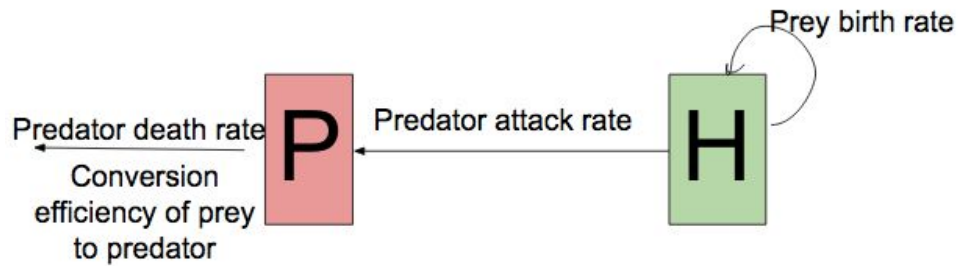 Prey birth rate
P
H
Predator attack rate
Predator death rate
Conversion
efficiency of prey
to predator